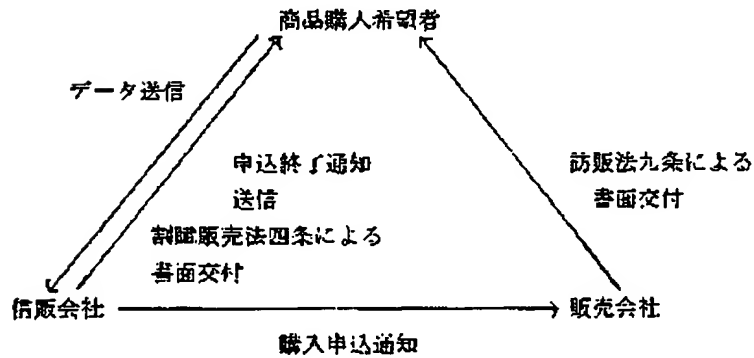 商品購入希望者
データ送信
申込終了通知
送信
割賦販売法四条による
書面交付
訪販法九条による
書面交付
信販会社
販売会社
購入申込通知